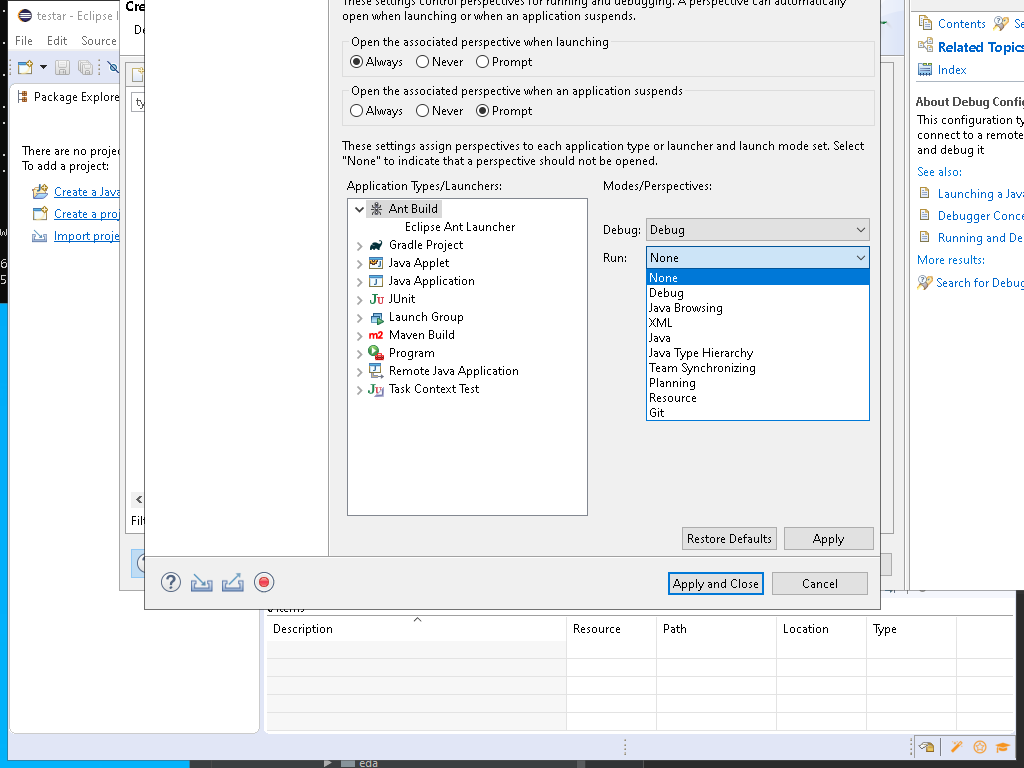 testar - Eclipse I
File Edit Source
Package Explore
There are no projec
To add a project:
Create a Java
Create a proj
Import proje
Cre
De
ty
Filt
These settings control perspectives for running and debugging. A perspective can automatically
open when launching or when an application suspends.
Open the associated perspective when launching
Always Never Prompt
Open the associated perspective when an application suspends
Always Never Prompt
These settings assign perspectives to each application type or launcher and launch mode set. Select
"None" to indicate that a perspective should not be opened.
Application Types/Launchers:
Ant Build
Eclipse Ant Launcher
Gradle Project
Java Applet
Java Application
JUnit
Launch Group
Maven Build
Program
Remote Java Application
Task Context Test
Modes/Perspectives:
Debug: Debug
Run: None
None
Debug
Java Browsing
XML
Java
Java Type Hierarchy
Team Synchronizing
Planning
Resource
Git
Restore Defaults Apply
Apply and Close Cancel
Contents Se
Related Topics
Index
About Debug Config
This configuration ty
connect to a remote
and debug it
See also:
Launching a Java
Debugger Conce
Running and De
More results:
Search for Debug
Description Resource Path Location Type
eda